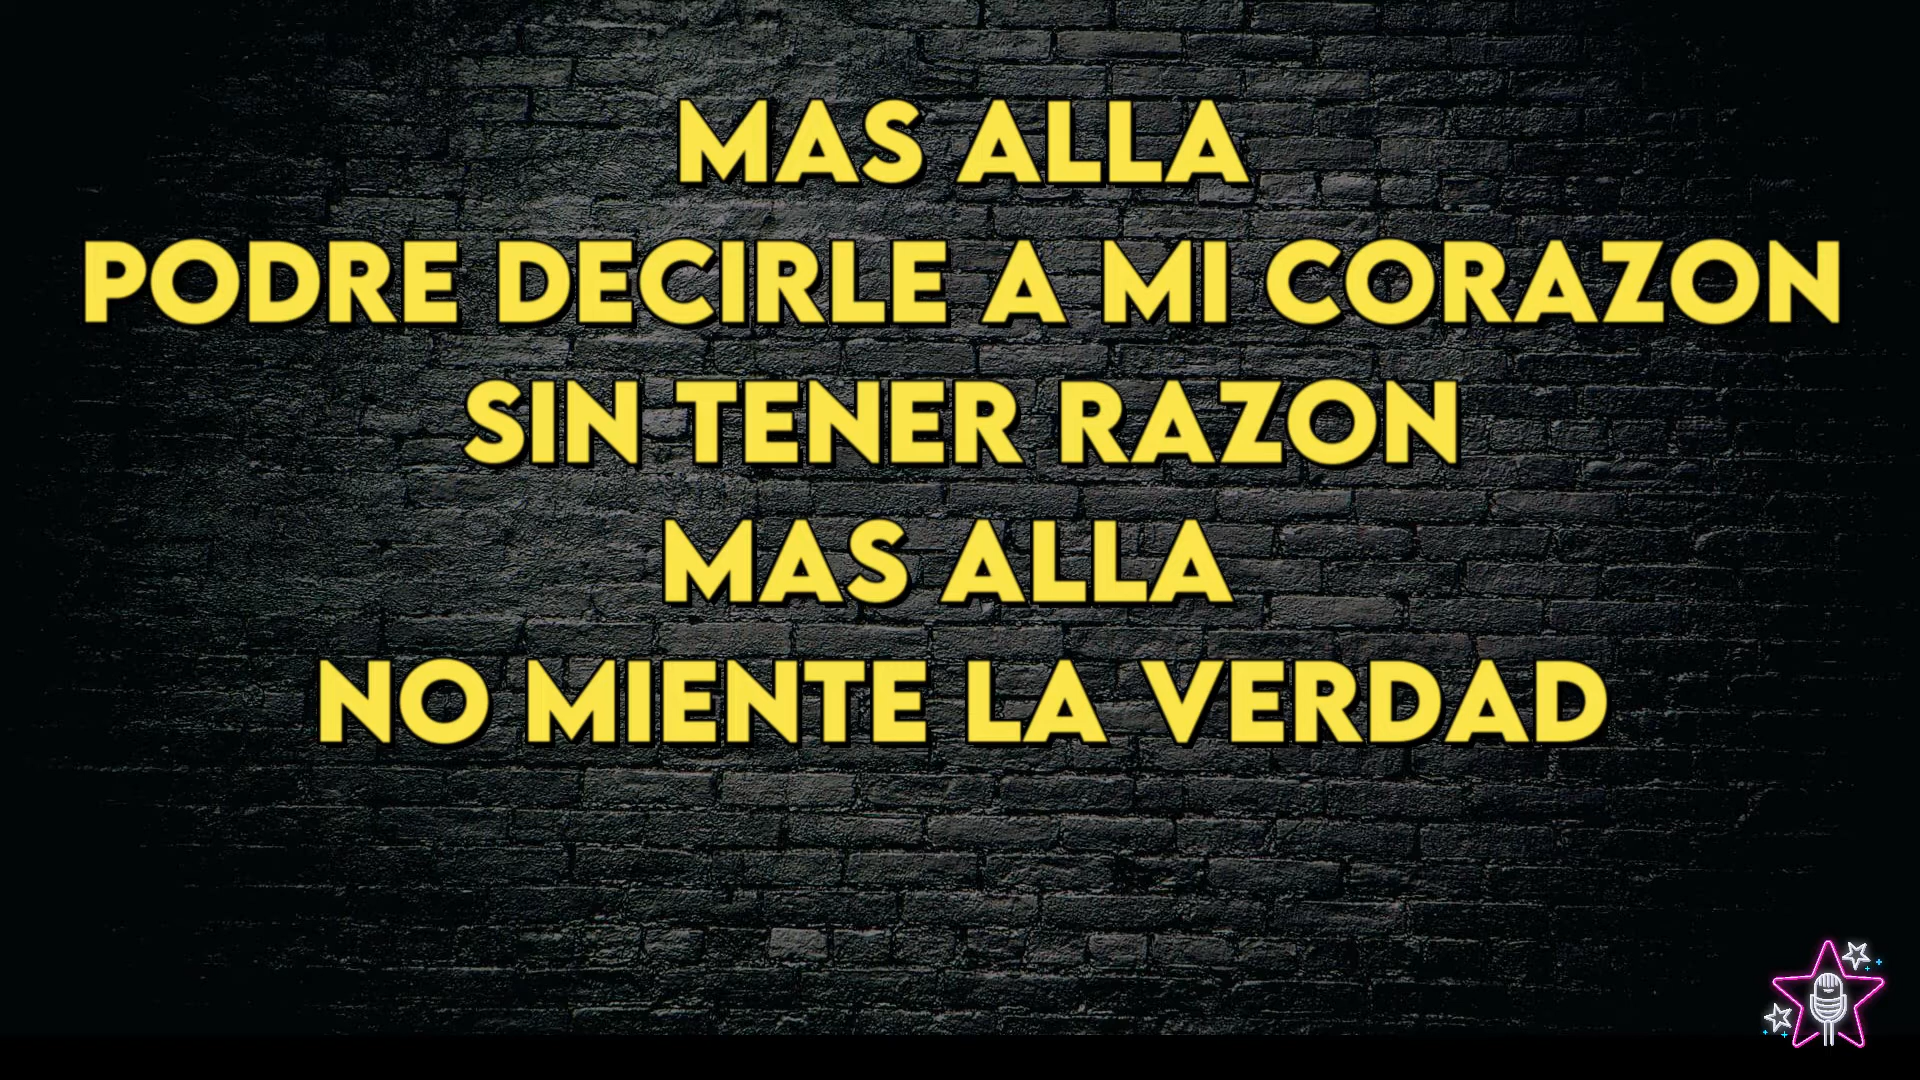 MAS ALLA
PODRE DECIRLE A MI CORAZON
SIN TENER RAZON
MAS ALLA
NO MIENTE LA VERDAD